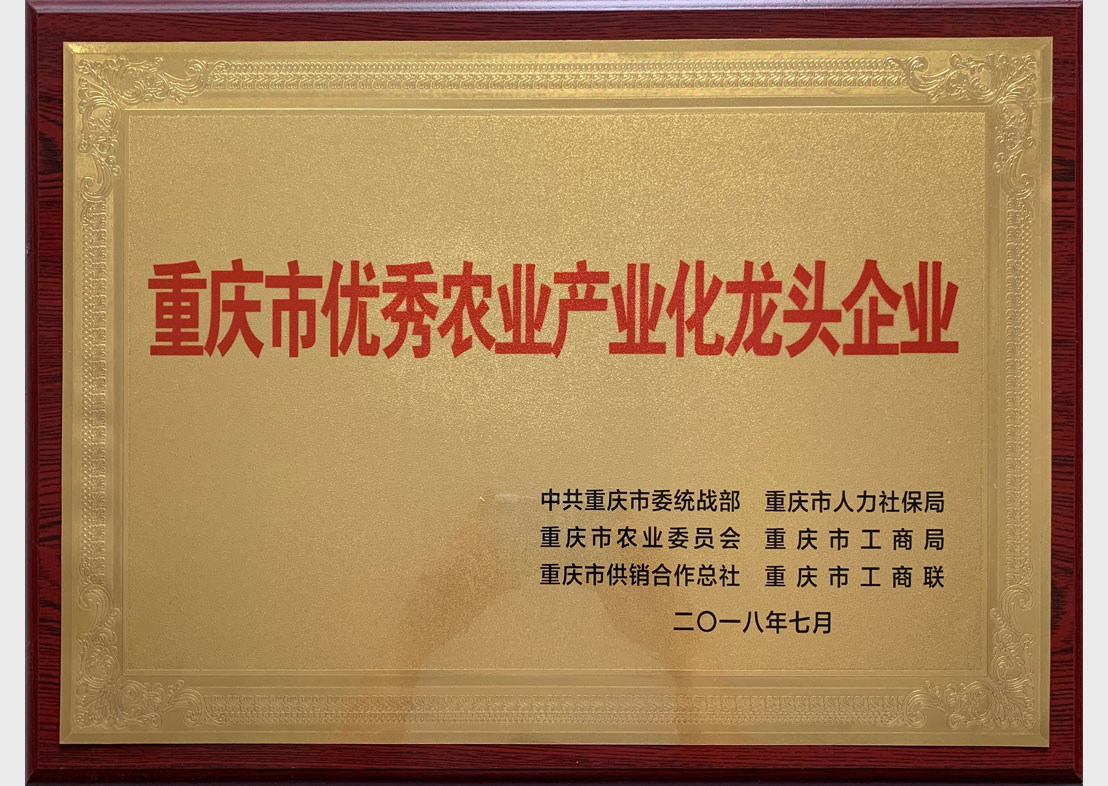 重庆市优秀农业产业化龙头企业
中共重庆市委统战部 重庆市人力社保局
重庆市农业委员会 重庆市工商局
重庆市供销合作总社 重庆市工商联
二〇一八年七月